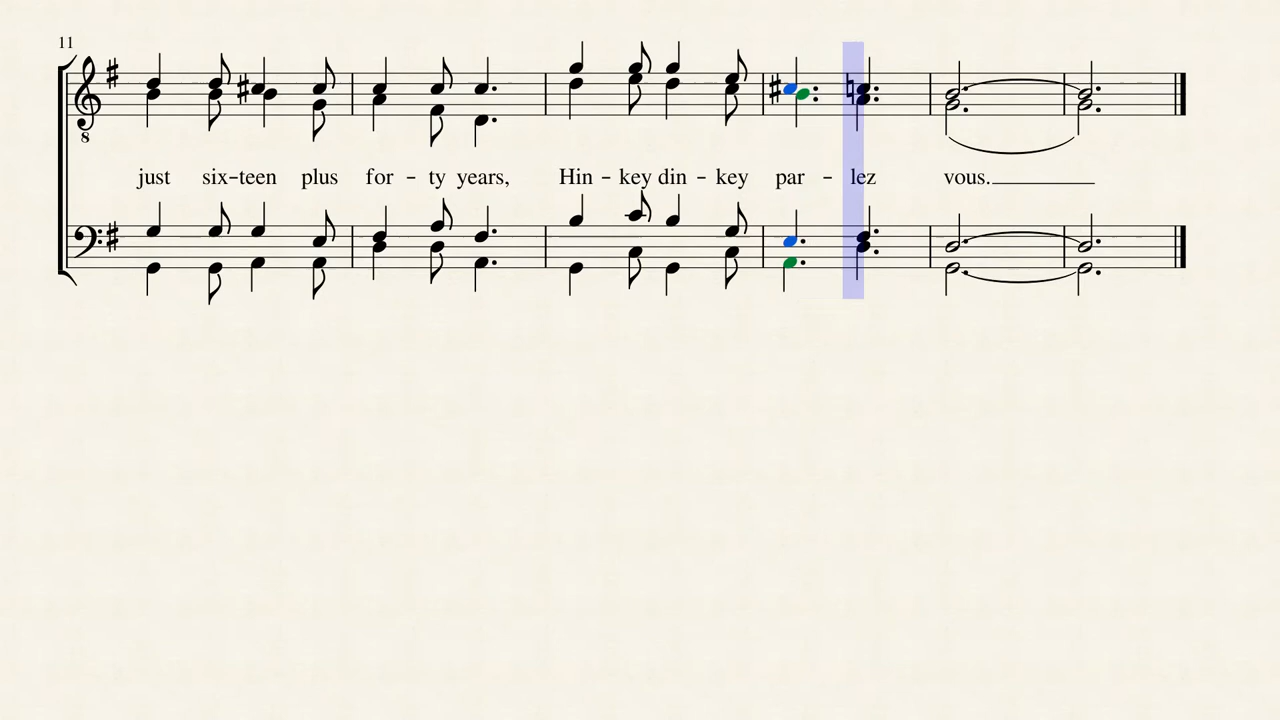 11
8
just six-teen plus for - ty years, Hin - key din - key par - lez vous.